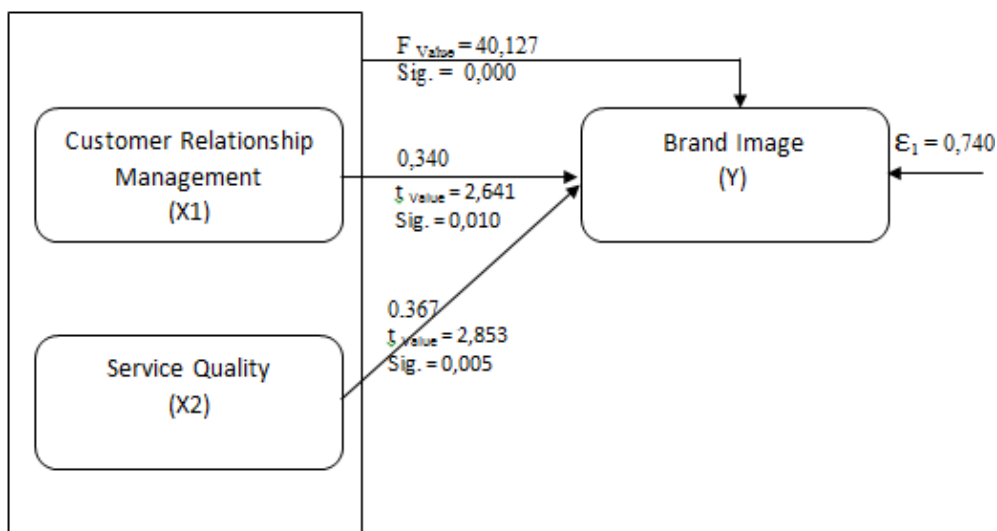 F Value = 40,127
Sig. = 0,000
Customer Relationship
Management
(X1)
0,340
t Value = 2,641
Sig. = 0,010
Brand Image
(Y)
ε1 = 0,740
0.367
t Value = 2,853
Sig. = 0,005
Service Quality
(X2)